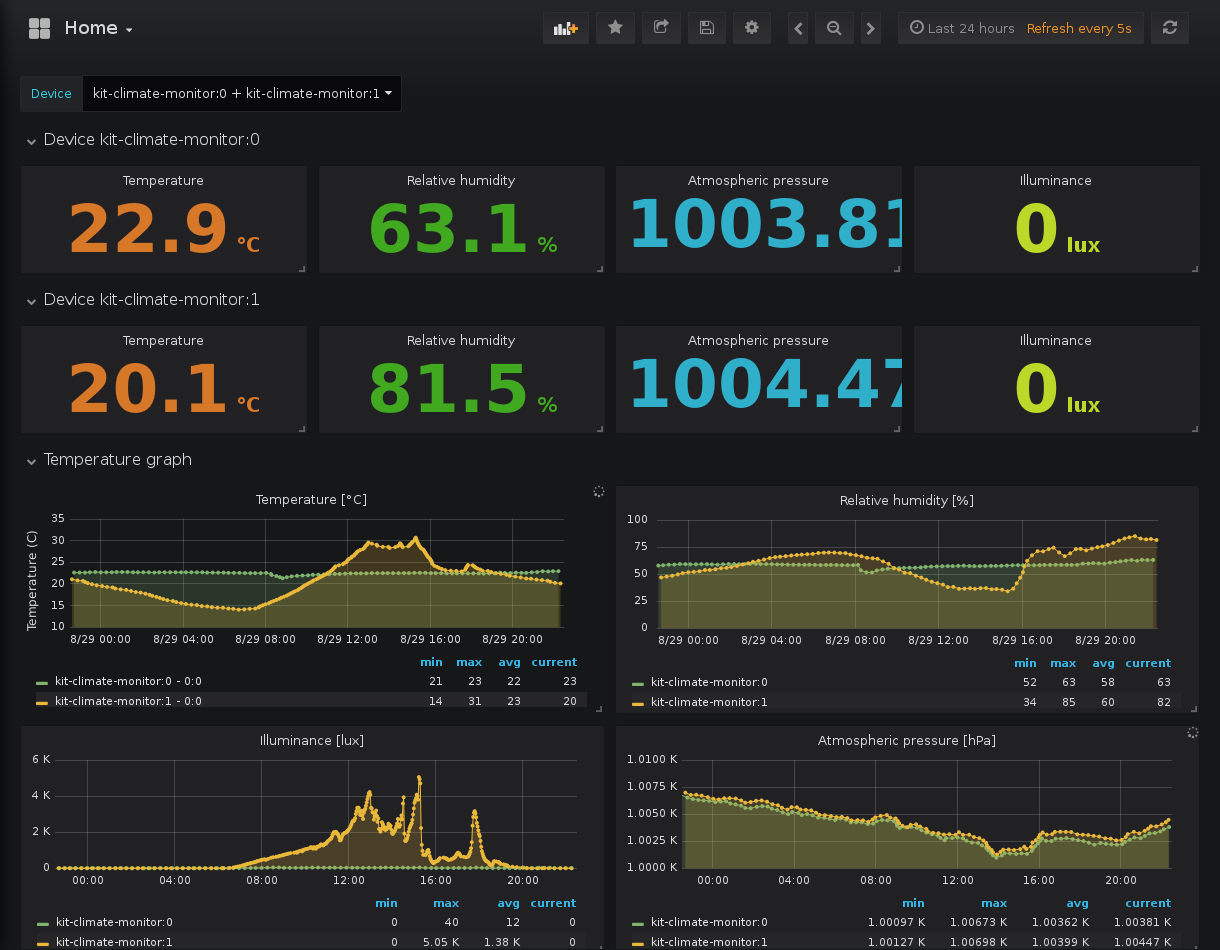 Home
Last 24 hours Refresh every 5s
Device kit-climate-monitor:0 + kit-climate-monitor:1
Device kit-climate-monitor:0
Temperature Relative humidity Atmospheric pressure Illuminance
22.9 °C 63.1 % 1003.81 0 lux
Device kit-climate-monitor:1
Temperature Relative humidity Atmospheric pressure Illuminance
20.1 °C 81.5 % 1004.47 0 lux
Temperature graph
Temperature [°C]
Temperature (C)
35
30
25
20
15
10
8/29 00:00 8/29 04:00 8/29 08:00 8/29 12:00 8/29 16:00 8/29 20:00
min max avg current
kit-climate-monitor:0 - 0:0 21 23 22 23
kit-climate-monitor:1 - 0:0 14 31 23 20
Relative humidity [%]
100
75
50
25
0
8/29 00:00 8/29 04:00 8/29 08:00 8/29 12:00 8/29 16:00 8/29 20:00
min max avg current
kit-climate-monitor:0 52 63 58 63
kit-climate-monitor:1 34 85 60 82
Illuminance [lux]
6 K
4 K
2 K
0
00:00 04:00 08:00 12:00 16:00 20:00
min max avg current
kit-climate-monitor:0 0 40 12 0
kit-climate-monitor:1 0 5.05 K 1.38 K 0
Atmospheric pressure [hPa]
1.0100 K
1.0075 K
1.0050 K
1.0025 K
1.0000 K
00:00 04:00 08:00 12:00 16:00 20:00
min max avg current
kit-climate-monitor:0 1.00097 K 1.00673 K 1.00362 K 1.00381 K
kit-climate-monitor:1 1.00127 K 1.00698 K 1.00399 K 1.00447 K